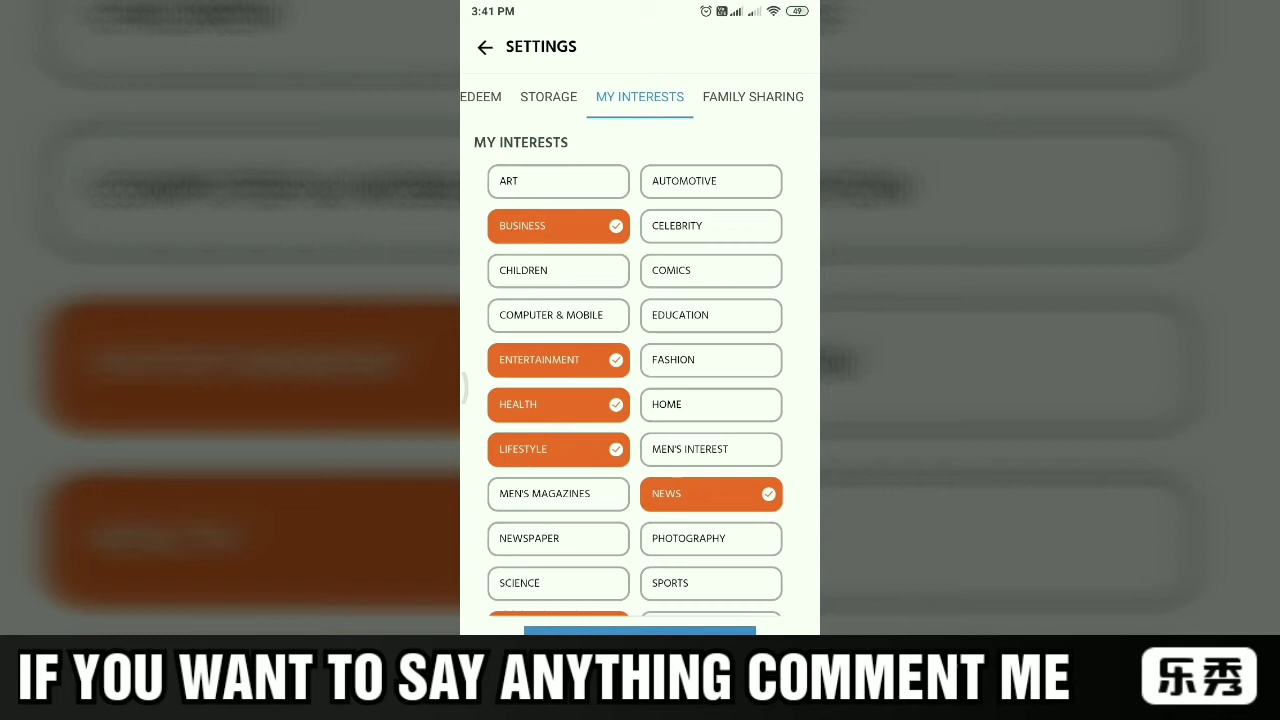 3:41 PM
49
SETTINGS
EDEEM STORAGE MY INTERESTS FAMILY SHARING
MY INTERESTS
ART AUTOMOTIVE
BUSINESS CELEBRITY
CHILDREN COMICS
COMPUTER & MOBILE EDUCATION
ENTERTAINMENT FASHION
HEALTH HOME
LIFESTYLE MEN'S INTEREST
MEN'S MAGAZINES NEWS
NEWSPAPER PHOTOGRAPHY
SCIENCE SPORTS
IF YOU WANT TO SAY ANYTHING COMMENT ME
乐秀